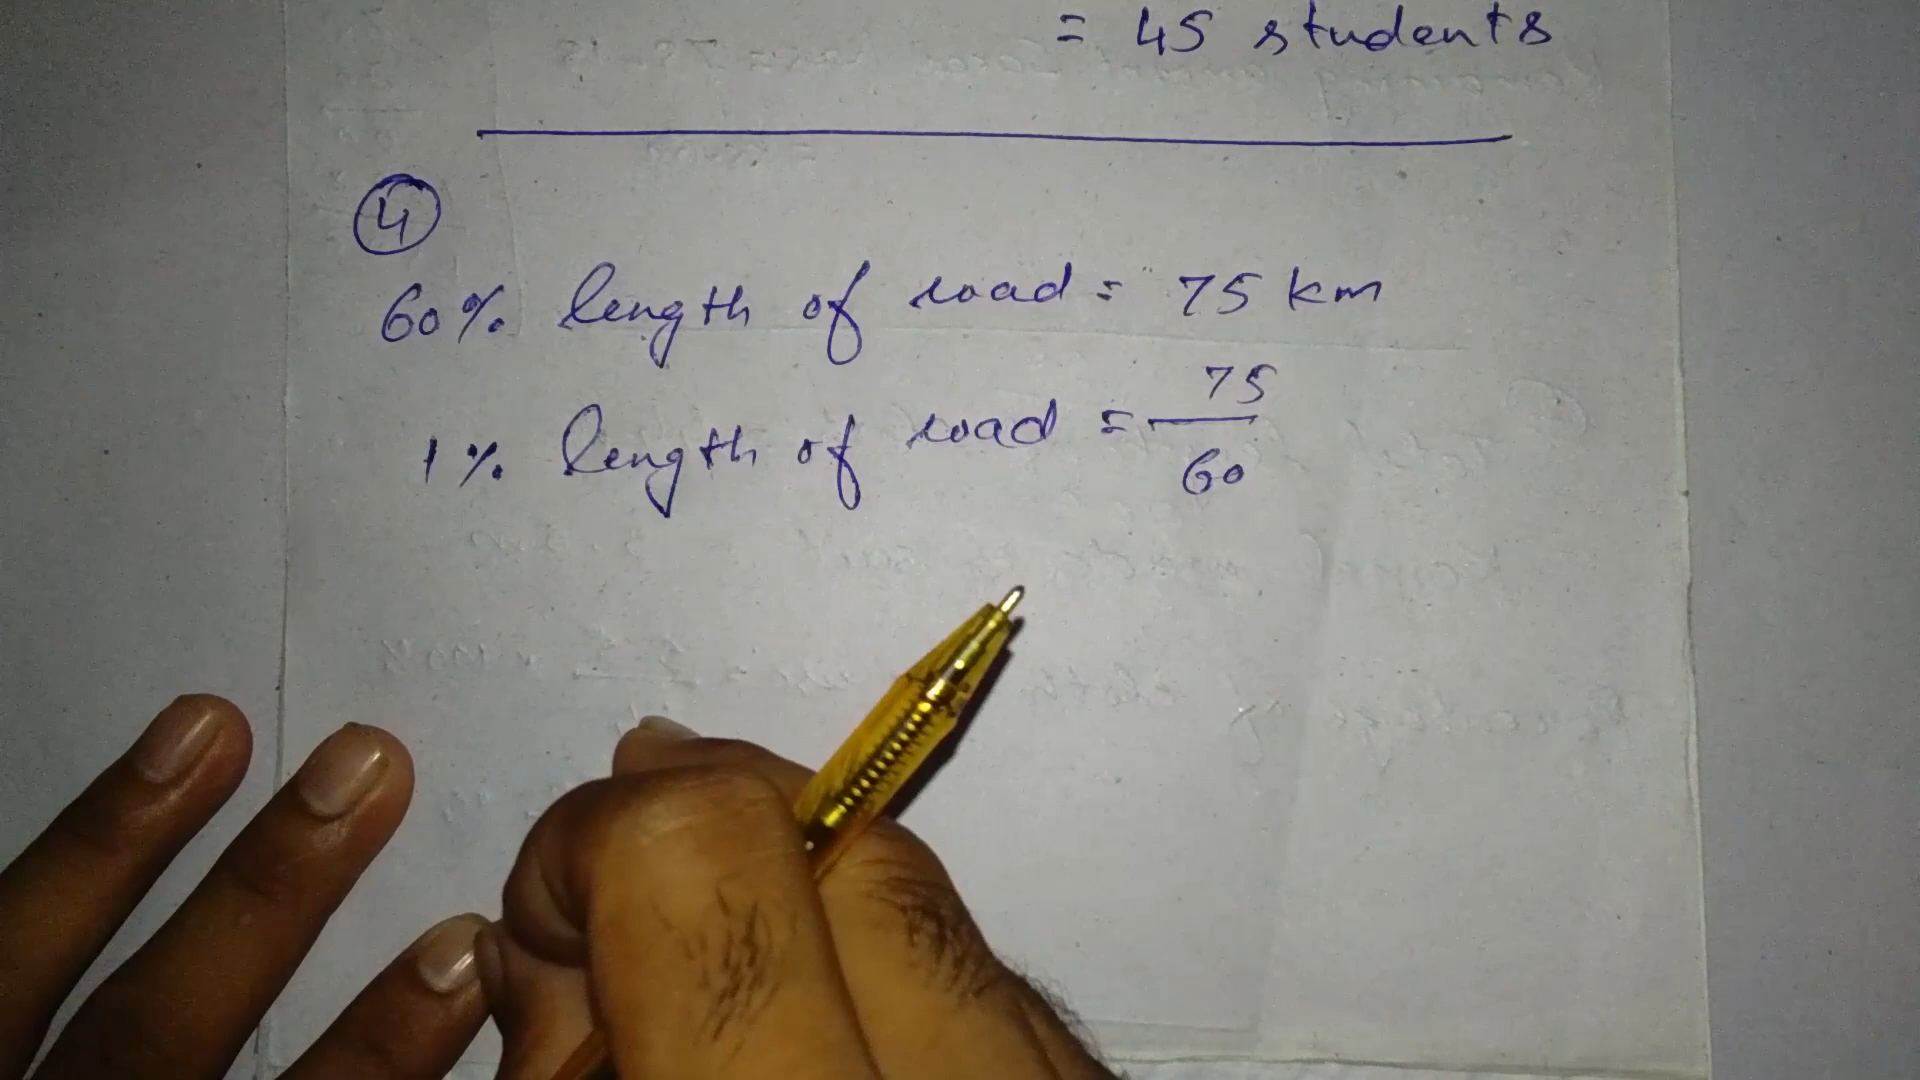 = 45 students
4
60% length of road = 75 km
1% length of road = 75/60